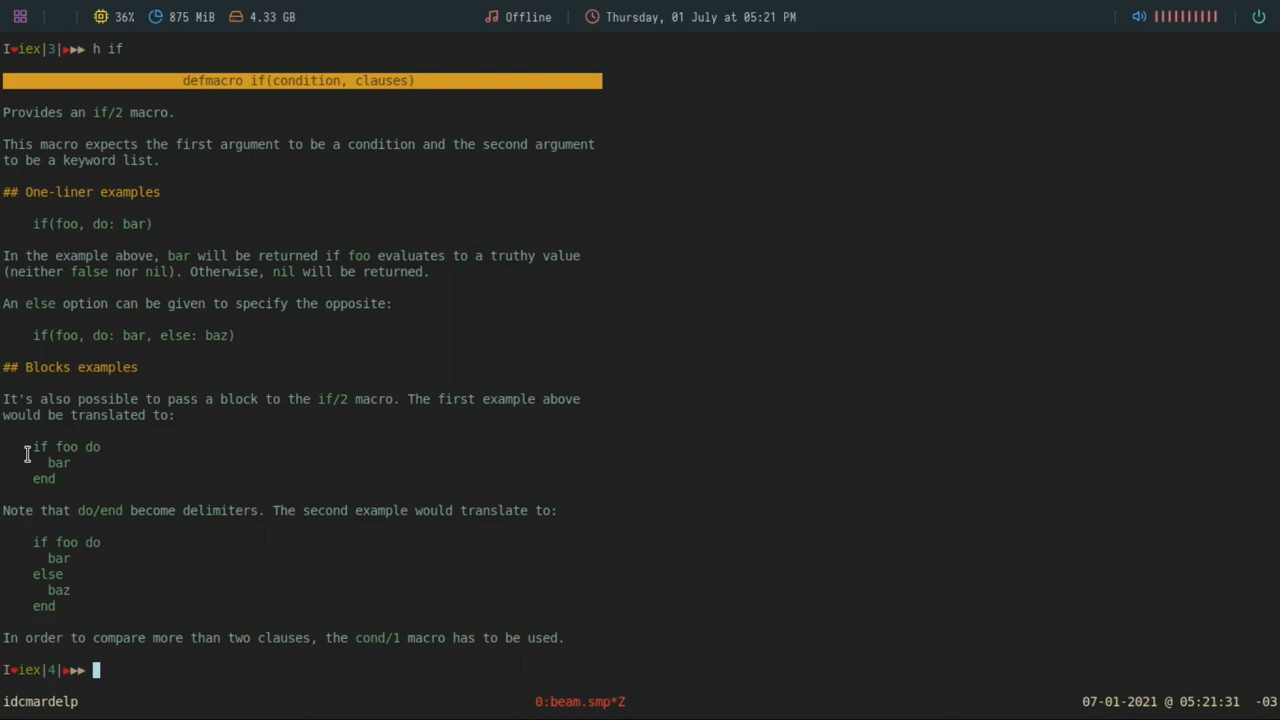 36% 875 MiB 4.33 GB Offline Thursday, 01 July at 05:21 PM
I❤iex|3|▶▶▶ h if
defmacro if(condition, clauses)
Provides an if/2 macro.
This macro expects the first argument to be a condition and the second argument
to be a keyword list.
## One-liner examples
if(foo, do: bar)
In the example above, bar will be returned if foo evaluates to a truthy value
(neither false nor nil). Otherwise, nil will be returned.
An else option can be given to specify the opposite:
if(foo, do: bar, else: baz)
## Blocks examples
It's also possible to pass a block to the if/2 macro. The first example above
would be translated to:
if foo do
bar
end
Note that do/end become delimiters. The second example would translate to:
if foo do
bar
else
baz
end
In order to compare more than two clauses, the cond/1 macro has to be used.
I❤iex|4|▶▶▶
idcmardelp 0:beam.smp*Z 07-01-2021 @ 05:21:31 -03